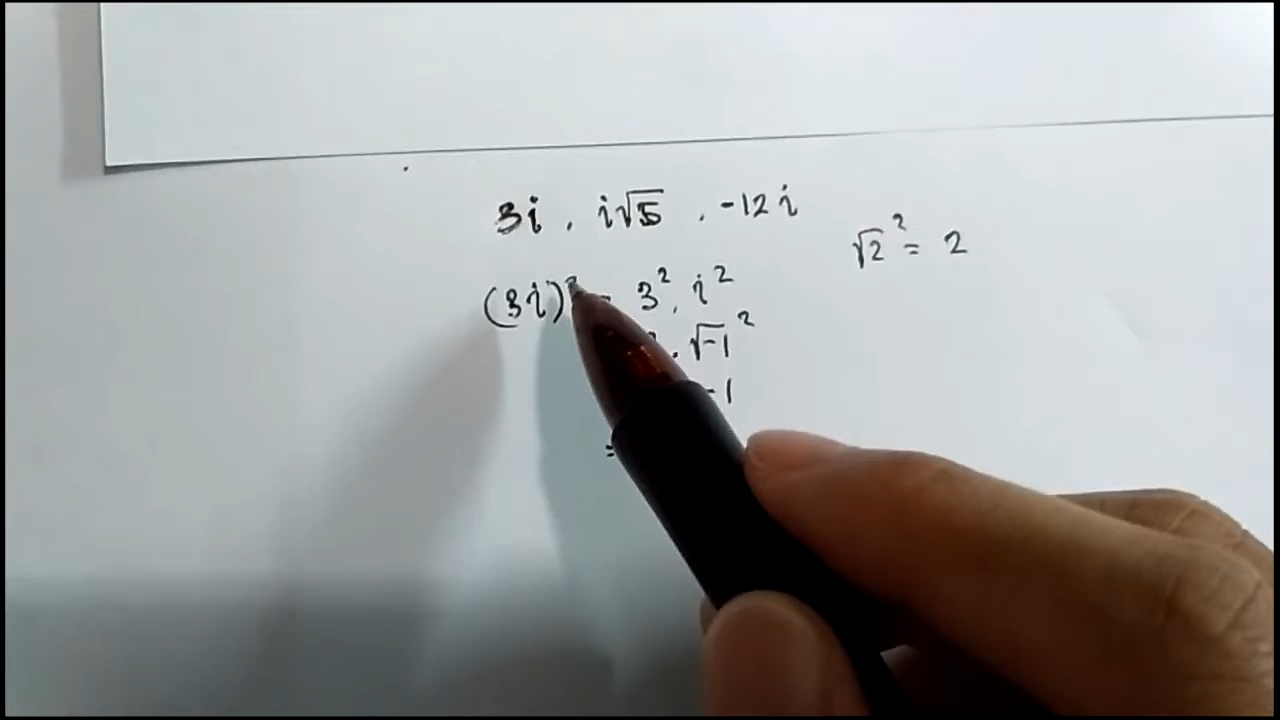 3i , i√5 , -12i
√2² = 2
(3i)² = 3² . i²
. √-1²
-1
=